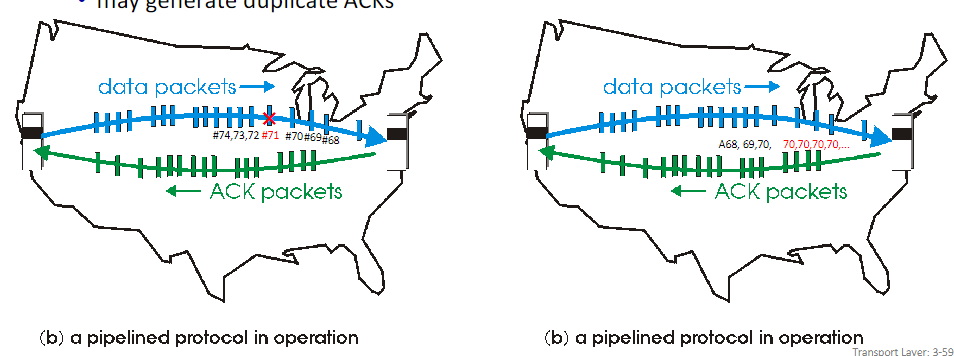 • may generate duplicate ACKs
data packets
#74,73,72 #71 #70 #69 #68
ACK packets
(b) a pipelined protocol in operation
data packets
A68, 69,70, 70,70,70,70,...
ACK packets
(b) a pipelined protocol in operation
Transport Layer: 3-59